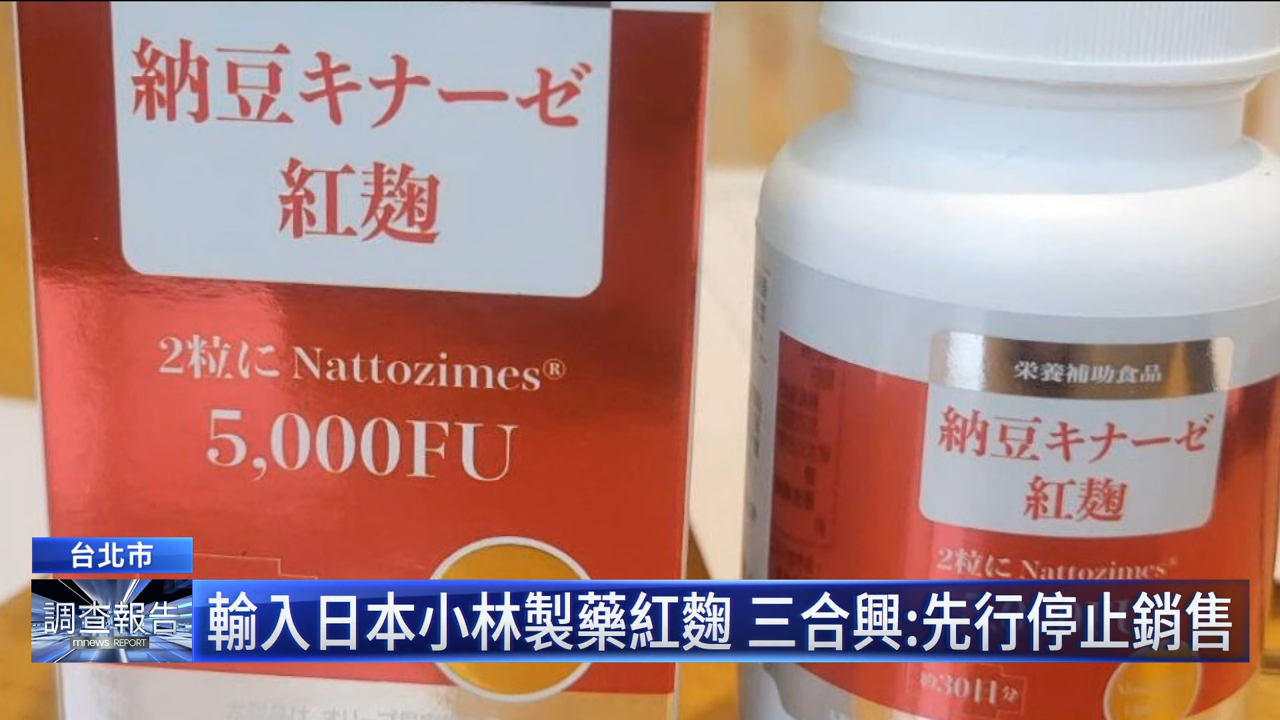 納豆キナーゼ
紅麹
2粒に Nattozimes®
5,000FU
栄養補助食品
納豆キナーゼ
紅麹
2粒に Nattozimes®
約30日分
台北市
調查報告
mnews REPORT
輸入日本小林製藥紅麴 三合興:先行停止銷售